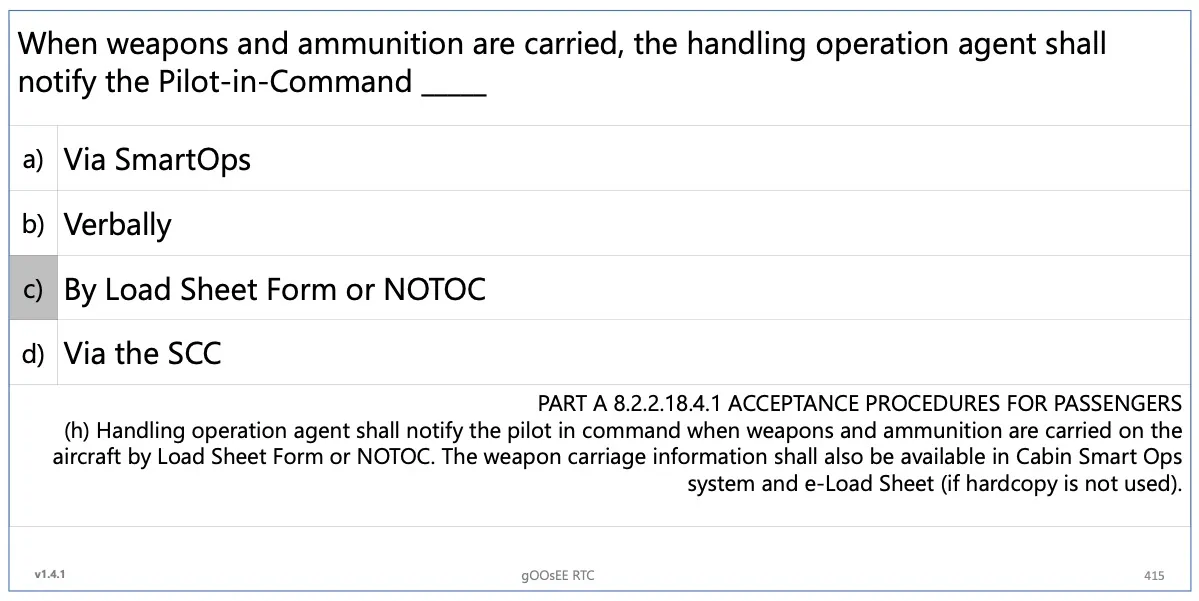 When weapons and ammunition are carried, the handling operation agent shall
notify the Pilot-in-Command _____
a) Via SmartOps
b) Verbally
c) By Load Sheet Form or NOTOC
d) Via the SCC
PART A 8.2.2.18.4.1 ACCEPTANCE PROCEDURES FOR PASSENGERS
(h) Handling operation agent shall notify the pilot in command when weapons and ammunition are carried on the
aircraft by Load Sheet Form or NOTOC. The weapon carriage information shall also be available in Cabin Smart Ops
system and e-Load Sheet (if hardcopy is not used).
v1.4.1 gOOsEE RTC 415